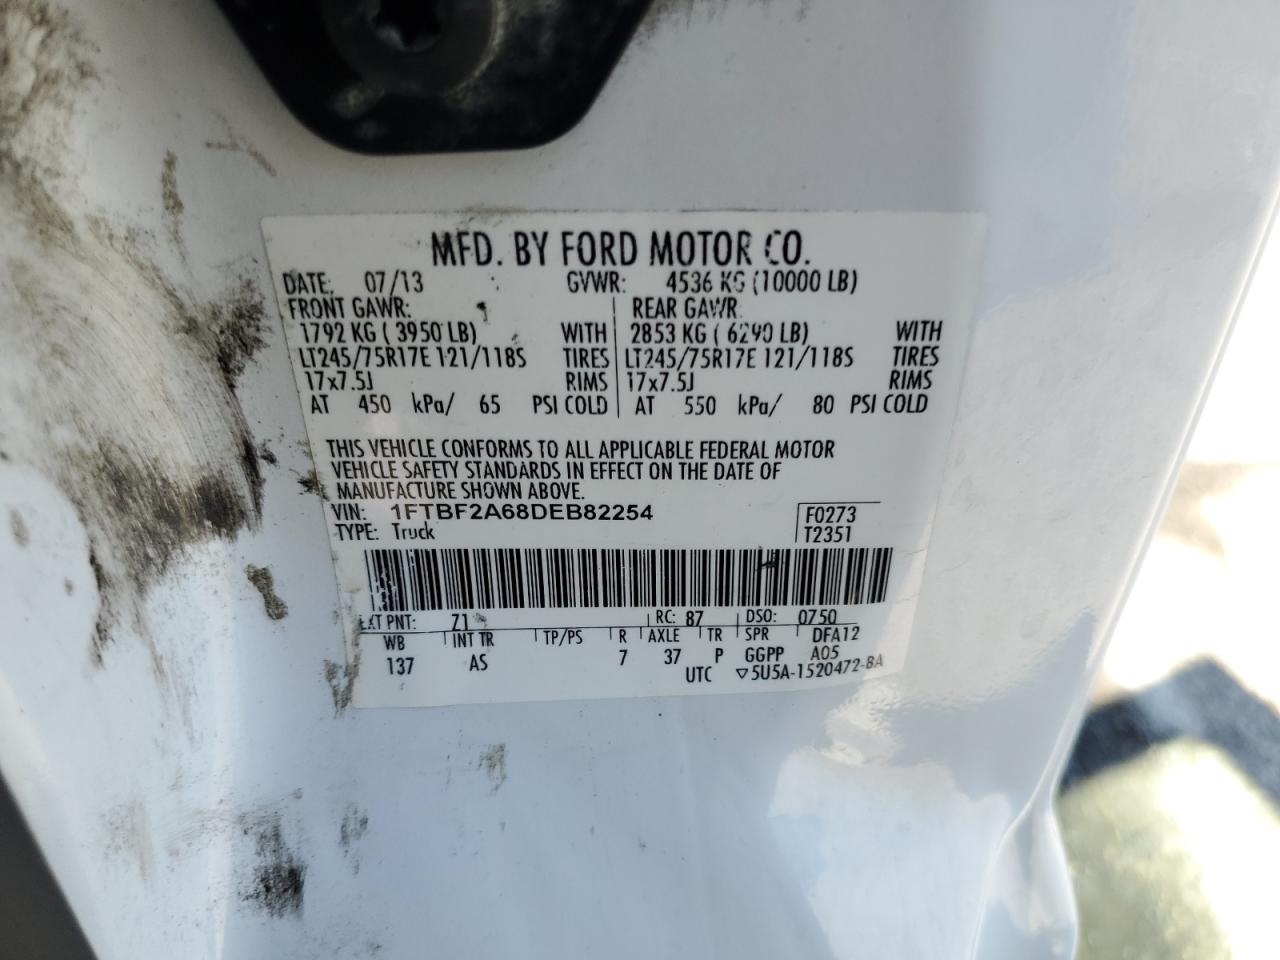 MFD. BY FORD MOTOR CO.
DATE: 07/13 GVWR: 4536 KG (10000 LB)
FRONT GAWR: REAR GAWR:
1792 KG ( 3950 LB) WITH 2853 KG ( 6290 LB) WITH
LT245/75R17E 121/118S TIRES LT245/75R17E 121/118S TIRES
17x7.5J RIMS 17x7.5J RIMS
AT 450 kPa/ 65 PSI COLD AT 550 kPa/ 80 PSI COLD
THIS VEHICLE CONFORMS TO ALL APPLICABLE FEDERAL MOTOR
VEHICLE SAFETY STANDARDS IN EFFECT ON THE DATE OF
MANUFACTURE SHOWN ABOVE.
VIN: 1FTBF2A68DEB82254 F0273
TYPE: Truck T2351
EXT PNT: Z1 RC: 87 DSO: 0750
WB INT TR TP/PS R AXLE TR SPR DFA12
137 AS 7 37 P GGPP A05
UTC ▽5U5A-1520472-BA